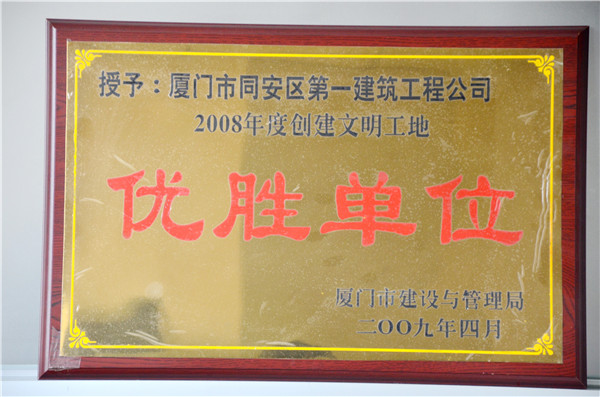 授予：厦门市同安区第一建筑工程公司
2008年度创建文明工地
优胜单位
厦门市建设与管理局
二〇〇九年四月